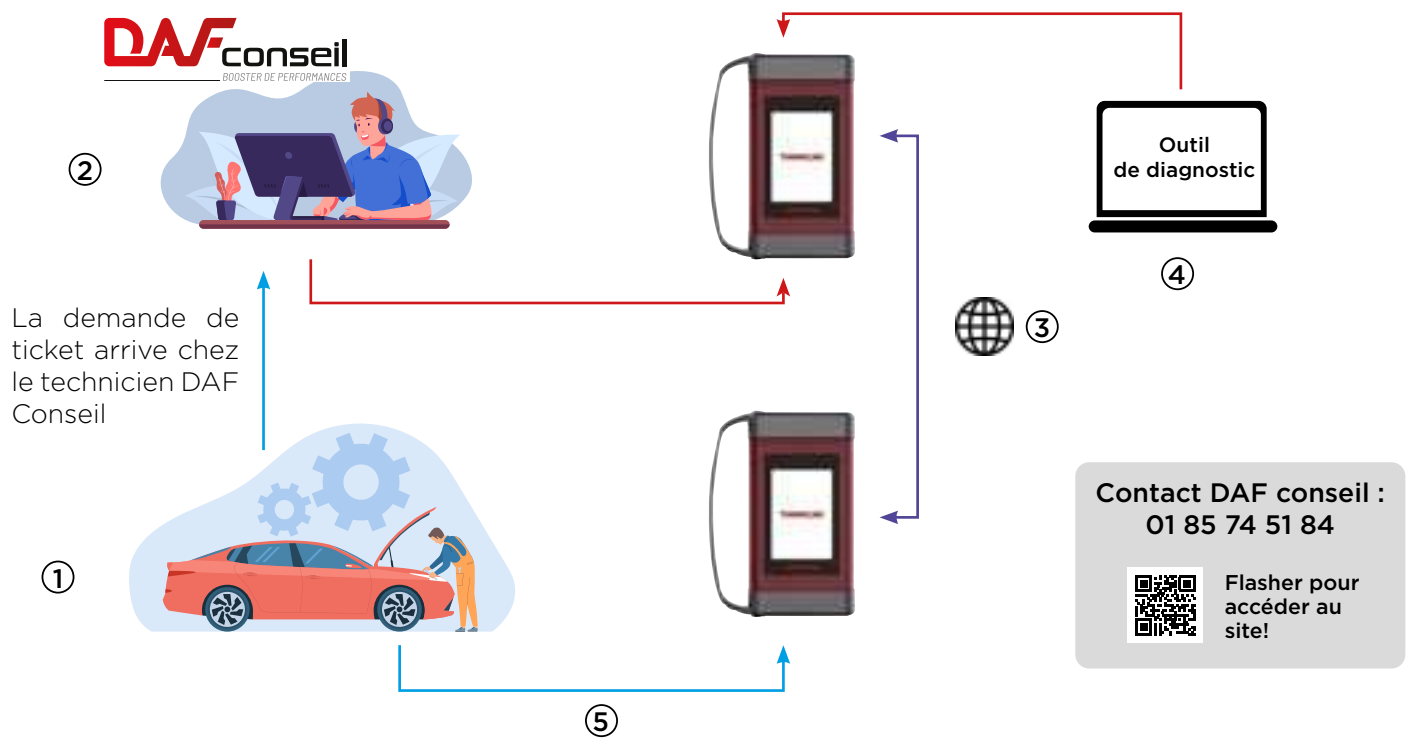 DAF conseil
BOOSTER DE PERFORMANCES
②
Outil
de diagnostic
④
La demande de
ticket arrive chez
le technicien DAF
Conseil
③
①
Contact DAF conseil :
01 85 74 51 84
Flasher pour
accéder au
site!
⑤